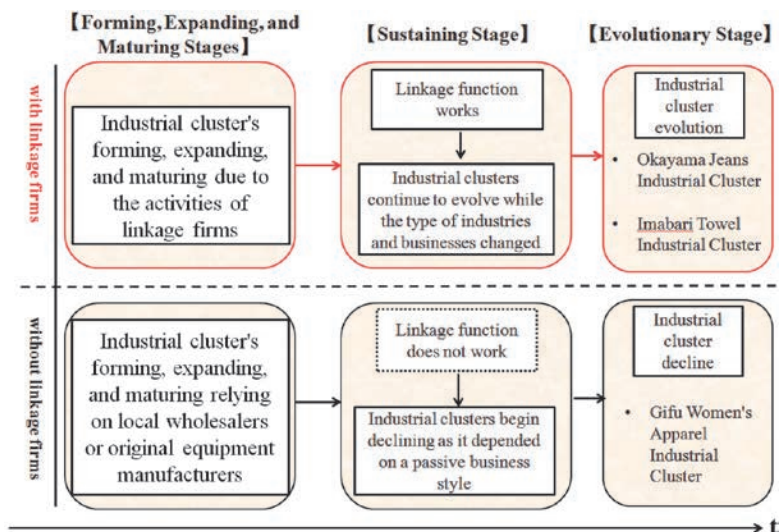 【Forming, Expanding, and
Maturing Stages】
【Sustaining Stage】
【Evolutionary Stage】
with linkage firms
Industrial cluster's
forming, expanding,
and maturing due to
the activities of
linkage firms
Linkage function
works
Industrial clusters
continue to evolve while
the type of industries
and businesses changed
Industrial
cluster
evolution
• Okayama Jeans
Industrial Cluster
• Imabari Towel
Industrial Cluster
without linkage firms
Industrial cluster's
forming, expanding,
and maturing relying
on local wholesalers
or original equipment
manufacturers
Linkage function
does not work
Industrial clusters begin
declining as it depended
on a passive business
style
Industrial
cluster
decline
• Gifu Women's
Apparel
Industrial
Cluster
t